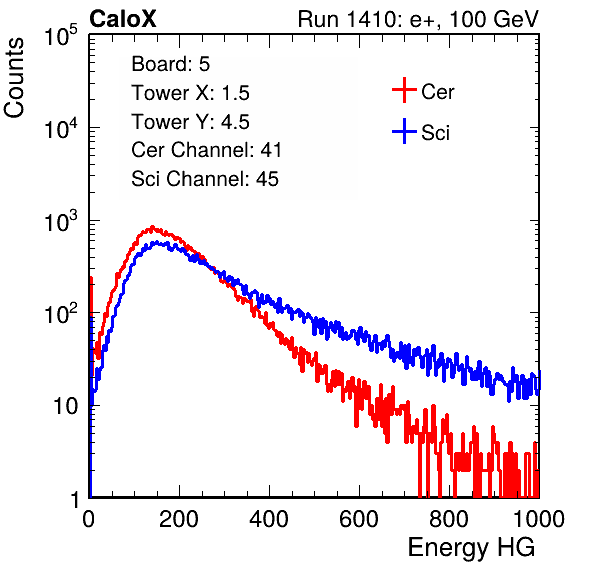 CaloX Run 1410: e+, 100 GeV
Counts
Board: 5
Tower X: 1.5
Tower Y: 4.5
Cer Channel: 41
Sci Channel: 45
Cer
Sci
10^5
10^4
10^3
10^2
10
1
0 200 400 600 800 1000
Energy HG